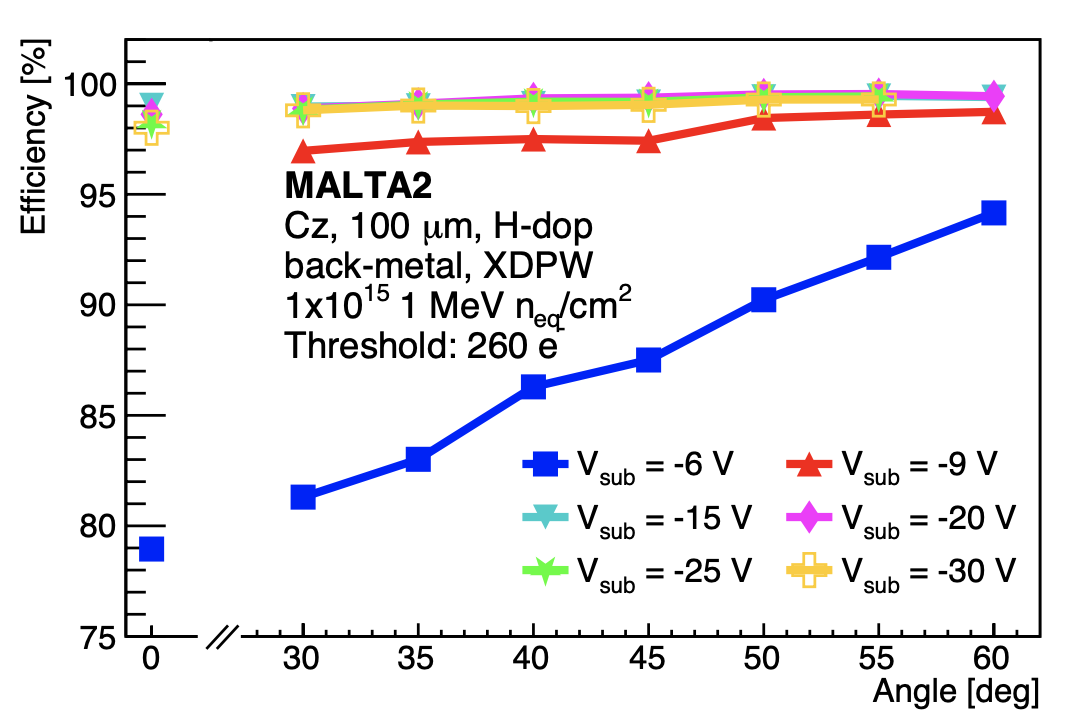 Efficiency [%]
100
95
90
85
80
75
MALTA2
Cz, 100 μm, H-dop
back-metal, XDPW
1x10¹⁵ 1 MeV n_eq/cm²
Threshold: 260 e⁻
V_sub = -6 V
V_sub = -9 V
V_sub = -15 V
V_sub = -20 V
V_sub = -25 V
V_sub = -30 V
0 // 30 35 40 45 50 55 60
Angle [deg]